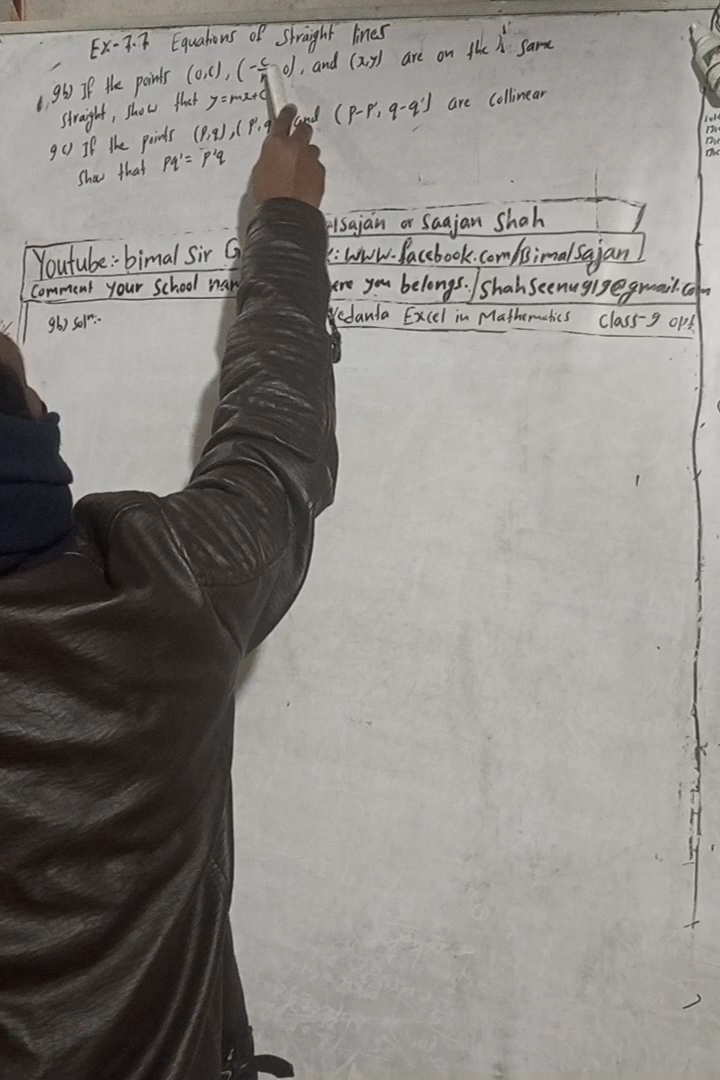 Ex-7.7 Equations of straight lines
9b) If the points (0,c), (-c 0), and (x,y) are on the same
straight, show that y=mx+c
9c) If the points (p,q), (p', q and (p-p', q-q') are collinear
show that pq' = p'q
lsajan or Saajan Shah
Youtube:- bimal Sir G : www.facebook.com/Bimalsajan
Comment your School nam ere you belongs./shahseenu919@gmail.com
9b) Solⁿ:- Vedanta Excel in Mathematics Class-9 opt